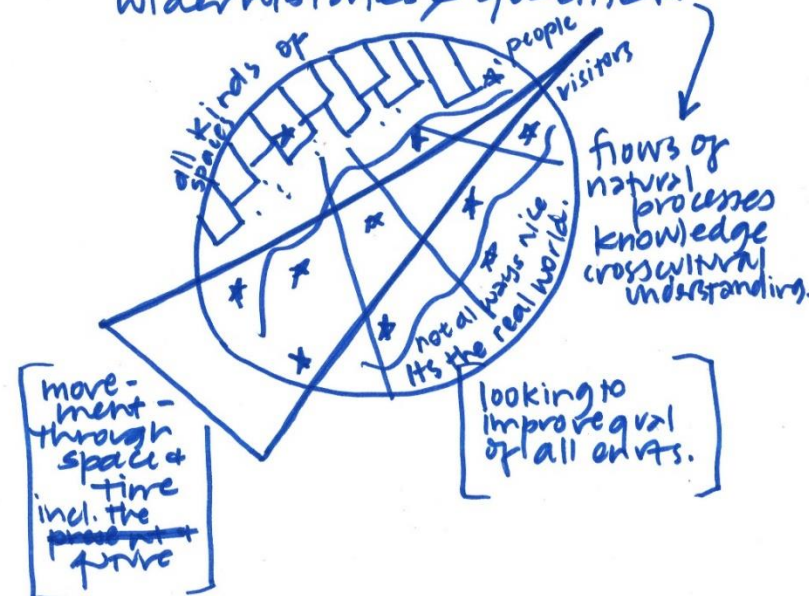 all kinds of
spaces
people
visitors
flows of
natural
processes
knowledge
crosscultural
understanding.
not always nice
Its the real world.
move-
ment -
through
space &
time
incl. the
future
looking to
improve qual
of all